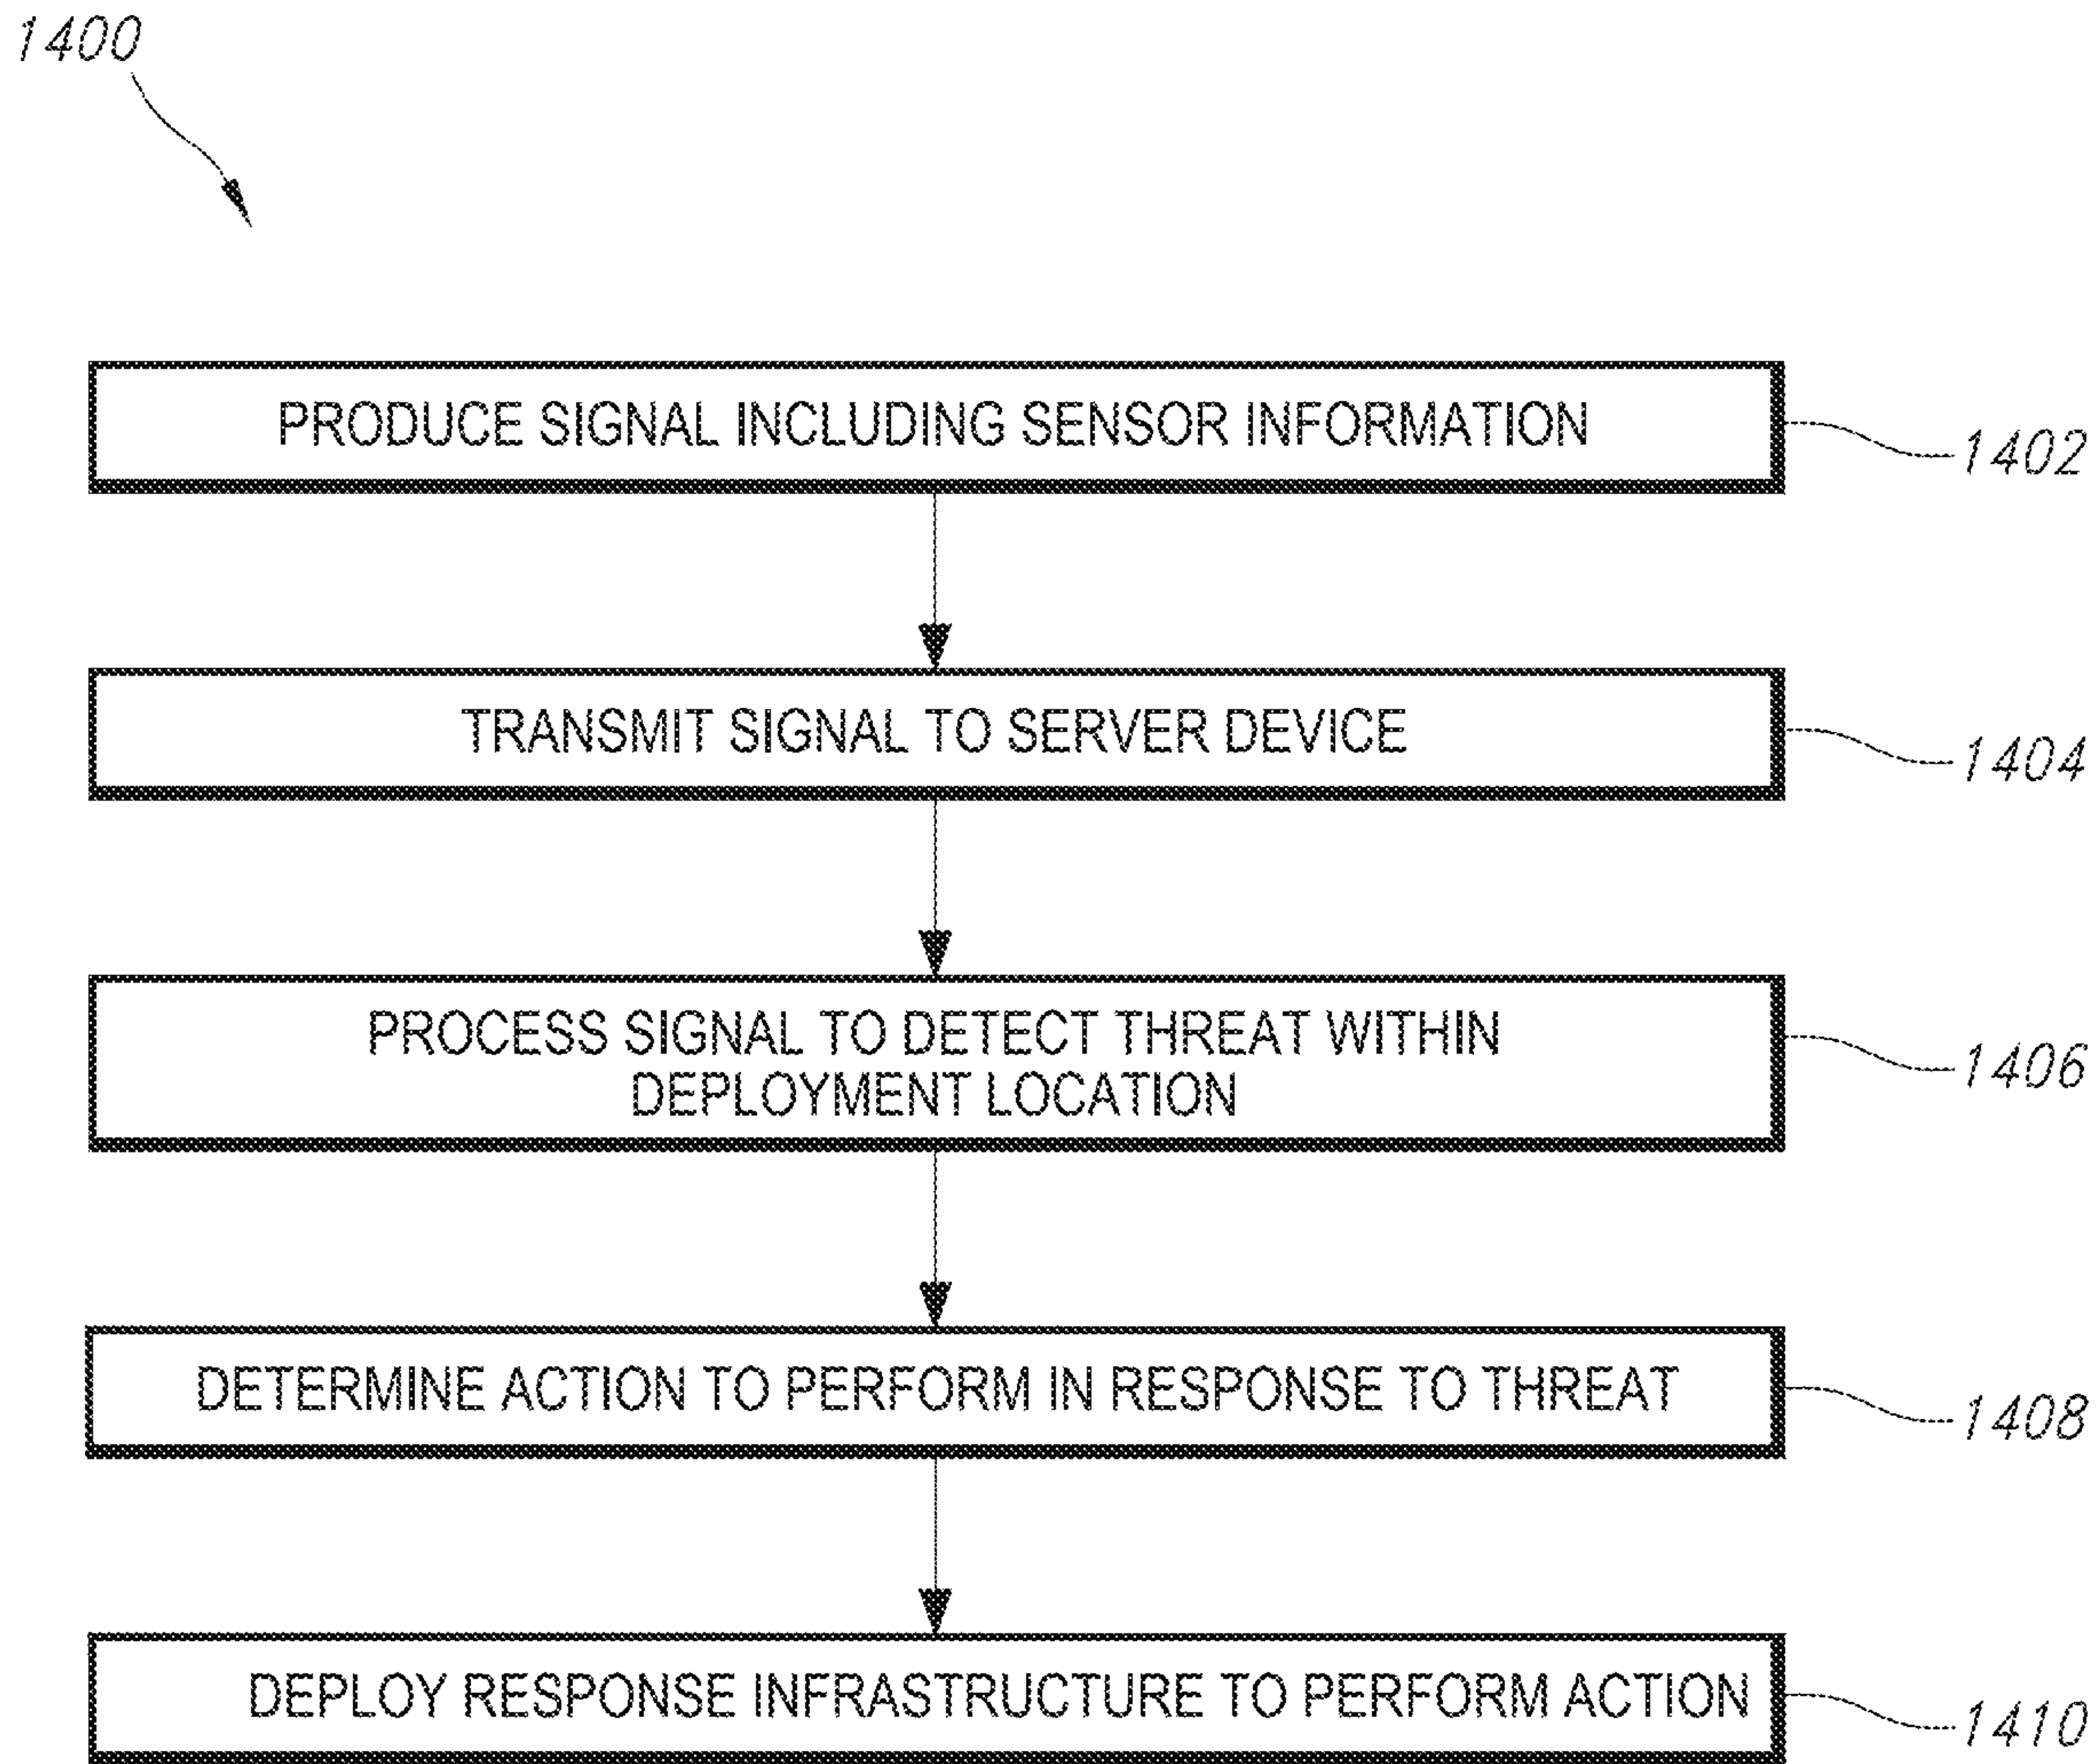 1400
PRODUCE SIGNAL INCLUDING SENSOR INFORMATION
1402
TRANSMIT SIGNAL TO SERVER DEVICE
1404
PROCESS SIGNAL TO DETECT THREAT WITHIN
DEPLOYMENT LOCATION
1406
DETERMINE ACTION TO PERFORM IN RESPONSE TO THREAT
1408
DEPLOY RESPONSE INFRASTRUCTURE TO PERFORM ACTION
1410